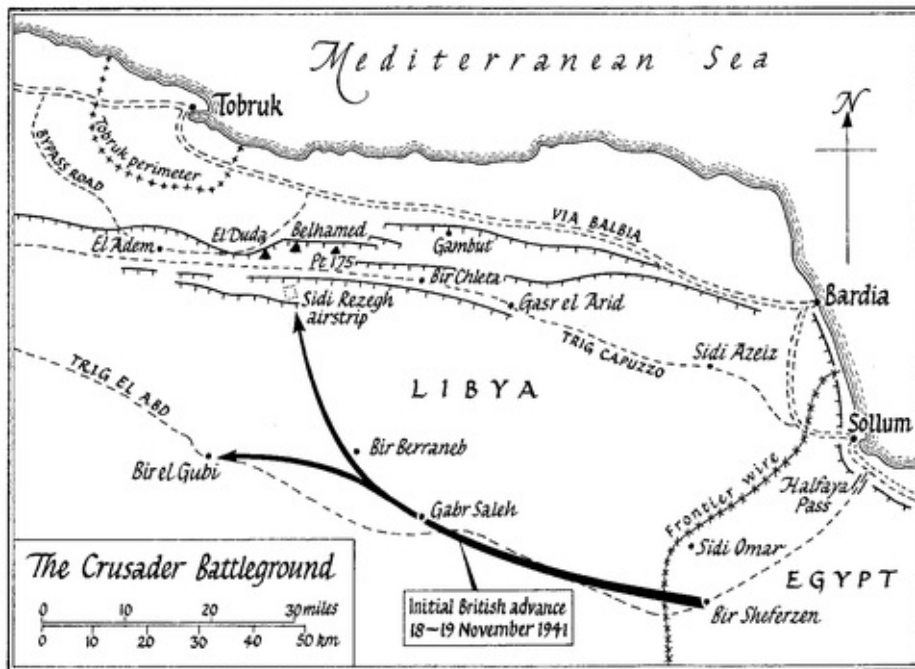 Mediterranean Sea
N
Tobruk
Tobruk perimeter
BYPASS ROAD
VIA BALBIA
El Duda
Belhamed
El Adem
Gambut
Pt 175
Bir Chleta
Sidi Rezegh
airstrip
Gasr el Arid
Bardia
TRIG CAPUZZO
Sidi Azeiz
TRIG EL ABD
LIBYA
Sollum
Bir Berraneb
Bir el Gubi
Halfaya
Pass
Frontier wire
Gabr Saleh
Sidi Omar
EGYPT
Bir Sheferzen
Initial British advance
18–19 November 1941
The Crusader Battleground
0 10 20 30 miles
0 10 20 30 40 50 km